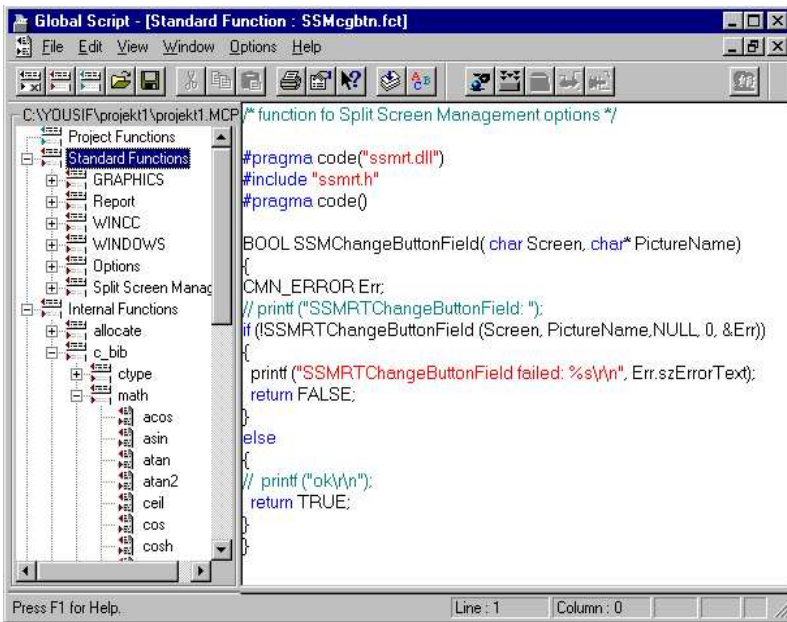 Global Script - [Standard Function : SSMcgbtn.fct]
File Edit View Window Options Help
C:\YOUSIF\projekt1\projekt1.MCP
Project Functions
Standard Functions
GRAPHICS
Report
WINCC
WINDOWS
Options
Split Screen Manag
Internal Functions
allocate
c_bib
ctype
math
acos
asin
atan
atan2
ceil
cos
cosh
/* function fo Split Screen Management options */
#pragma code("ssmrt.dll")
#include "ssmrt.h"
#pragma code()
BOOL SSMChangeButtonField( char Screen, char* PictureName)
{
CMN_ERROR Err;
// printf ("SSMRTChangeButtonField: ");
if (!SSMRTChangeButtonField (Screen, PictureName,NULL, 0, &Err))
{
printf ("SSMRTChangeButtonField failed: %s\r\n", Err.szErrorText);
return FALSE;
}
else
{
// printf ("ok\r\n");
return TRUE;
}
}
Press F1 for Help.
Line : 1
Column : 0